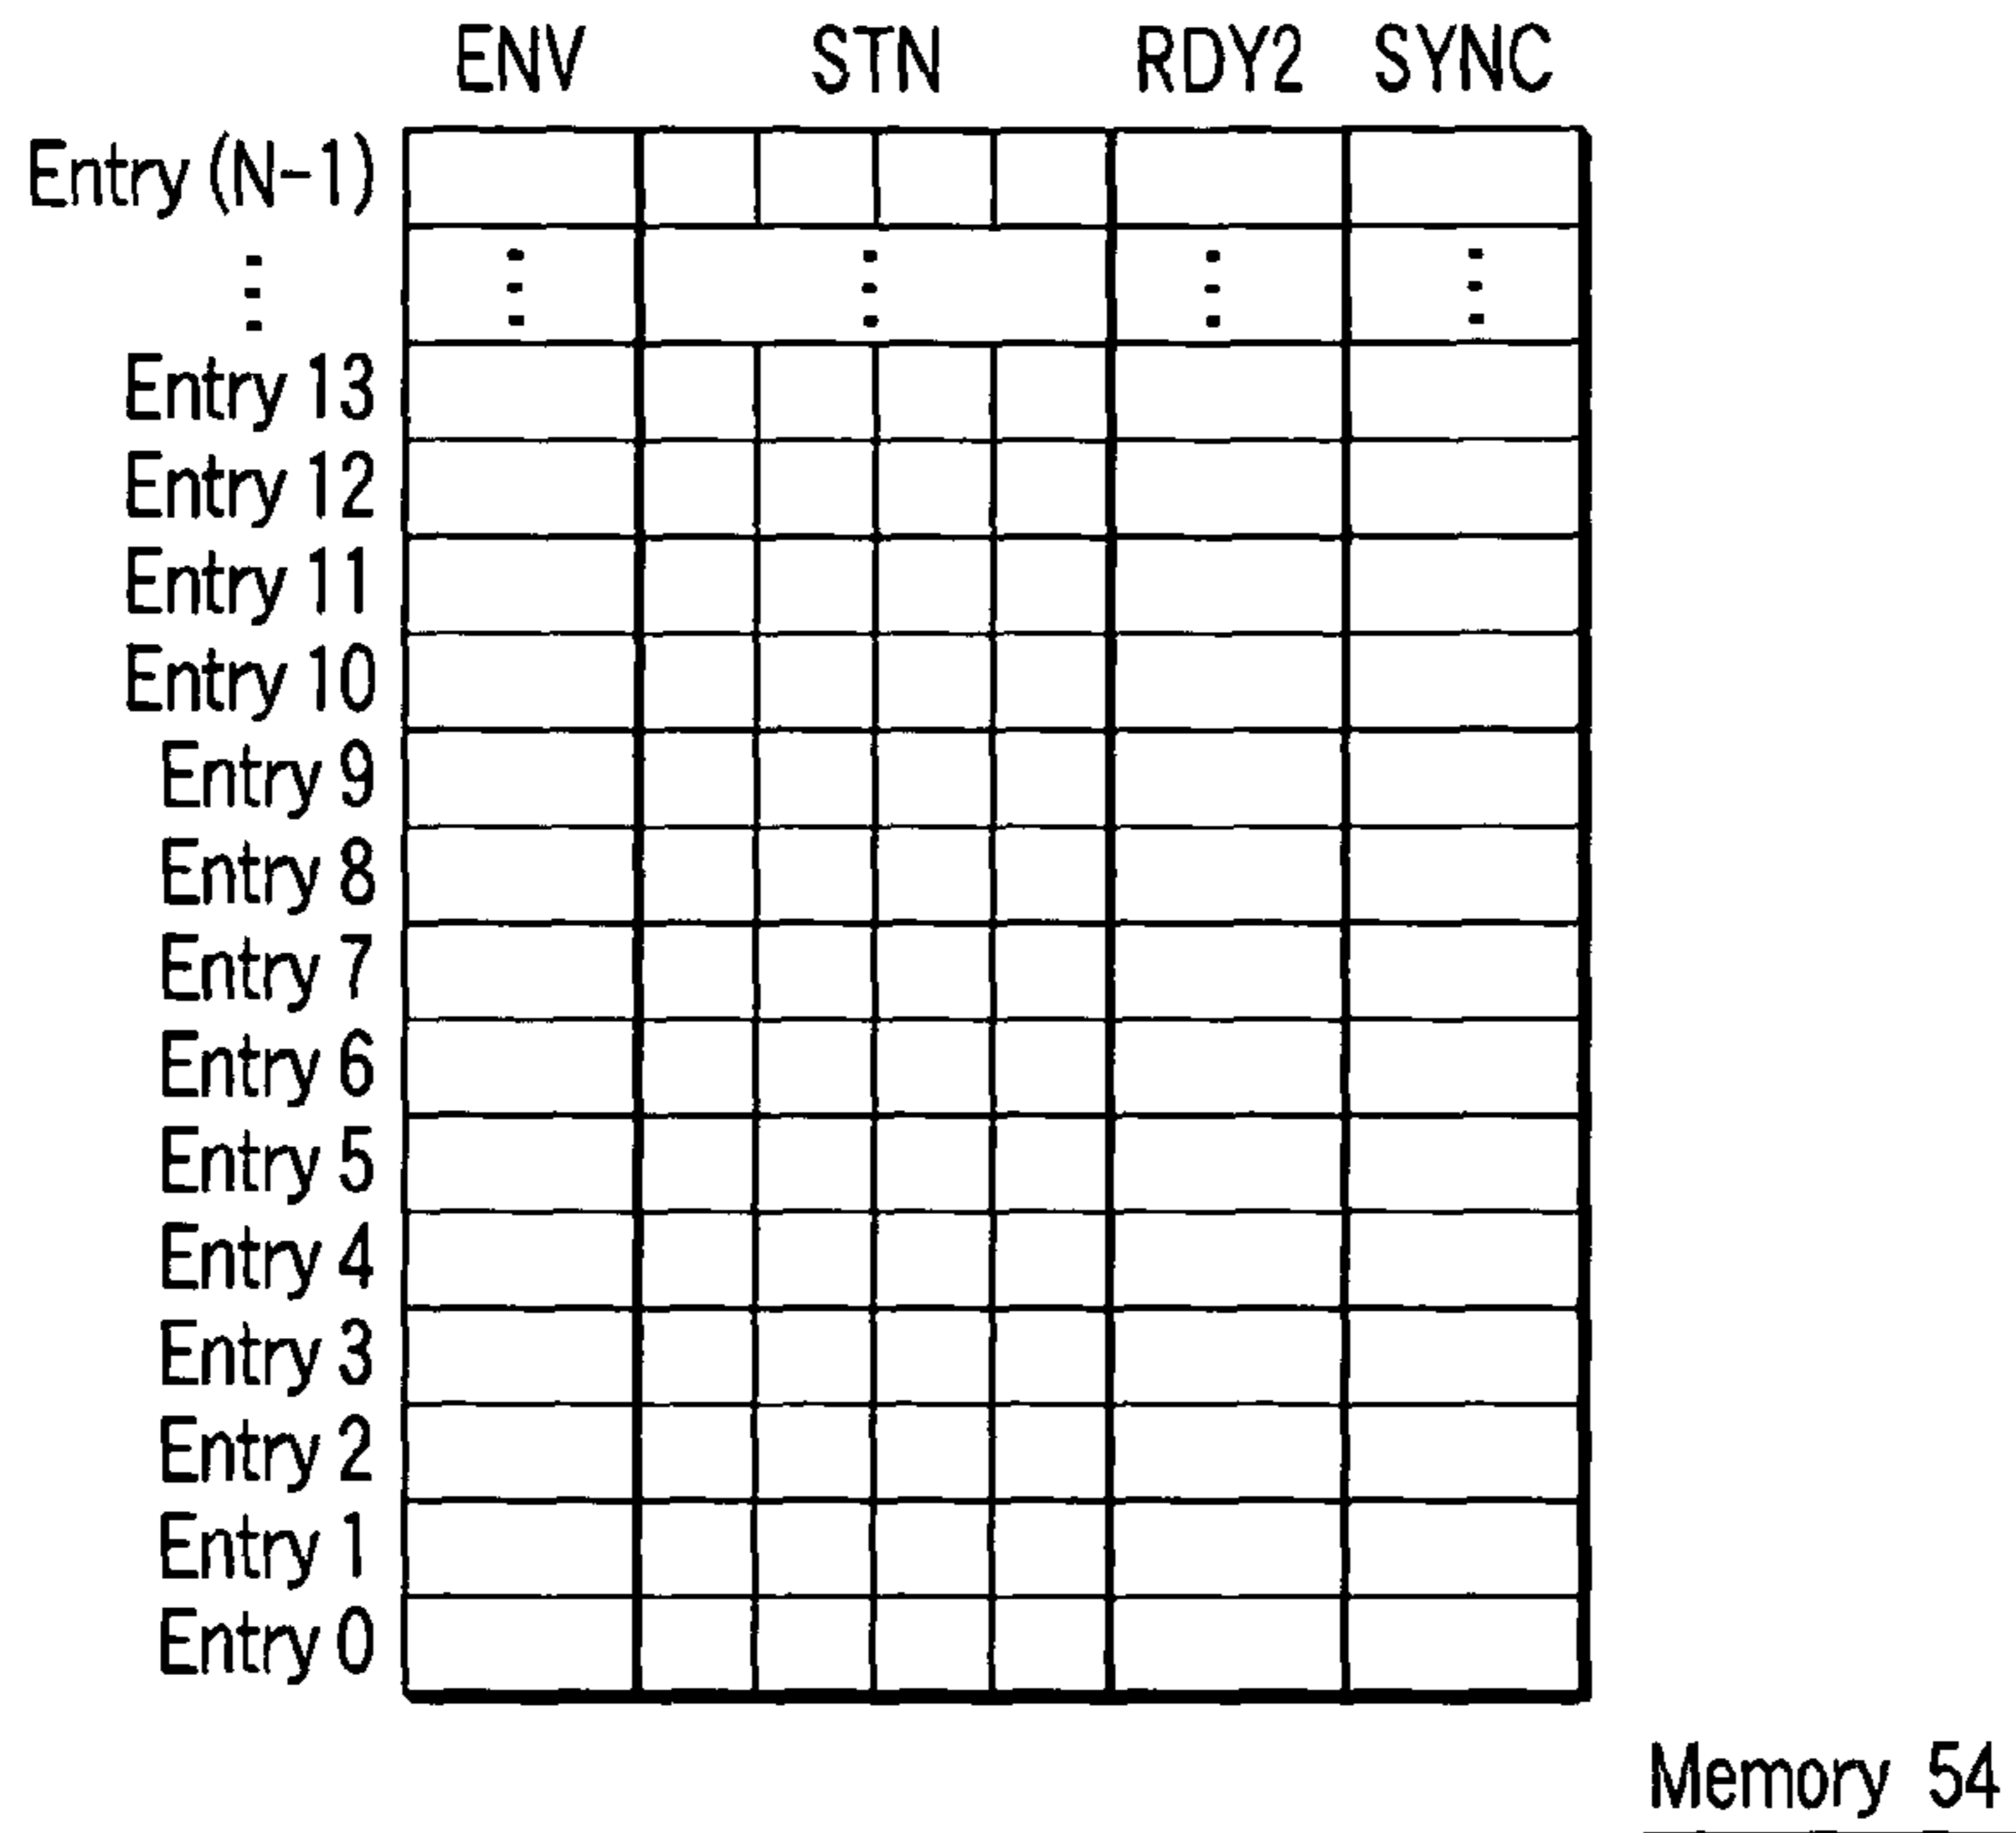 ENV STN RDY2 SYNC
Entry (N-1)
⋮ ⋮ ⋮ ⋮ ⋮
Entry 13
Entry 12
Entry 11
Entry 10
Entry 9
Entry 8
Entry 7
Entry 6
Entry 5
Entry 4
Entry 3
Entry 2
Entry 1
Entry 0
Memory 54